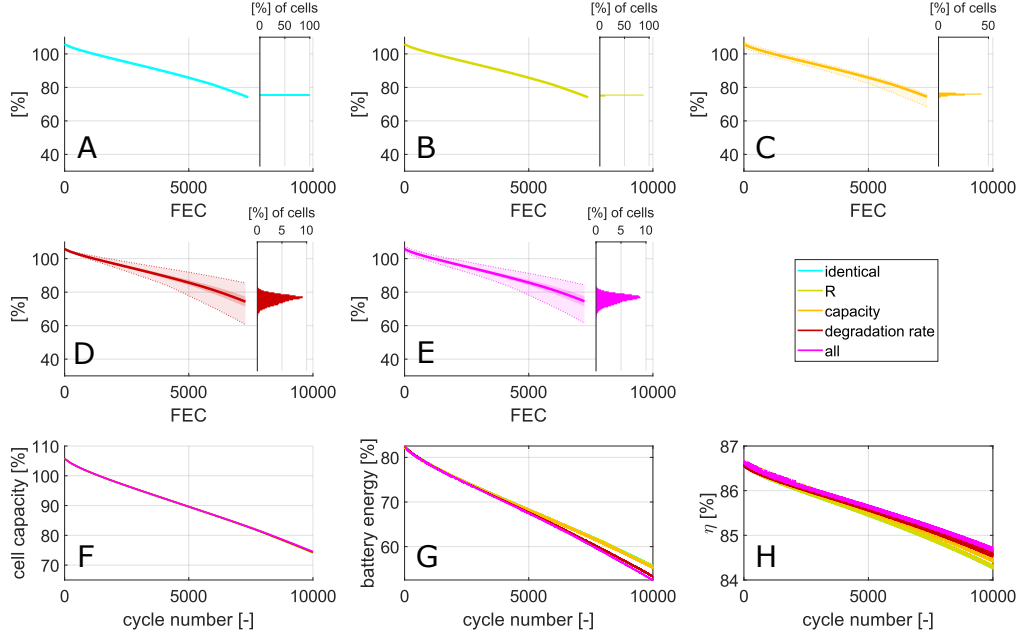 [%] of cells
0 50 100
100
80
60
40
[%]
A
0 5000 10000
FEC
[%] of cells
0 50 100
100
80
60
40
[%]
B
0 5000 10000
FEC
[%] of cells
0 50
100
80
60
40
[%]
C
0 5000 10000
FEC
[%] of cells
0 5 10
100
80
60
40
[%]
D
0 5000 10000
FEC
[%] of cells
0 5 10
100
80
60
40
[%]
E
0 5000 10000
FEC
identical
R
capacity
degradation rate
all
110
100
90
80
70
cell capacity [%]
F
0 5000 10000
cycle number [-]
80
70
60
battery energy [%]
G
0 5000 10000
cycle number [-]
87
86
85
84
η [%]
H
0 5000 10000
cycle number [-]